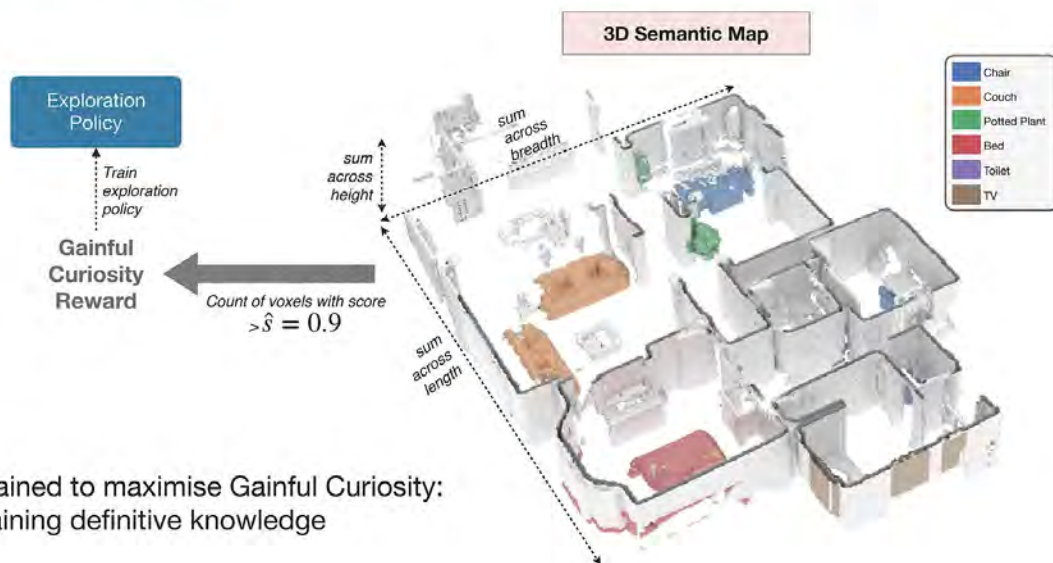 3D Semantic Map
Exploration
Policy
Train
exploration
policy
Gainful
Curiosity
Reward
Count of voxels with score
>ŝ = 0.9
sum
across
height
sum
across
breadth
sum
across
length
Chair
Couch
Potted Plant
Bed
Toilet
TV
ained to maximise Gainful Curiosity:
aining definitive knowledge